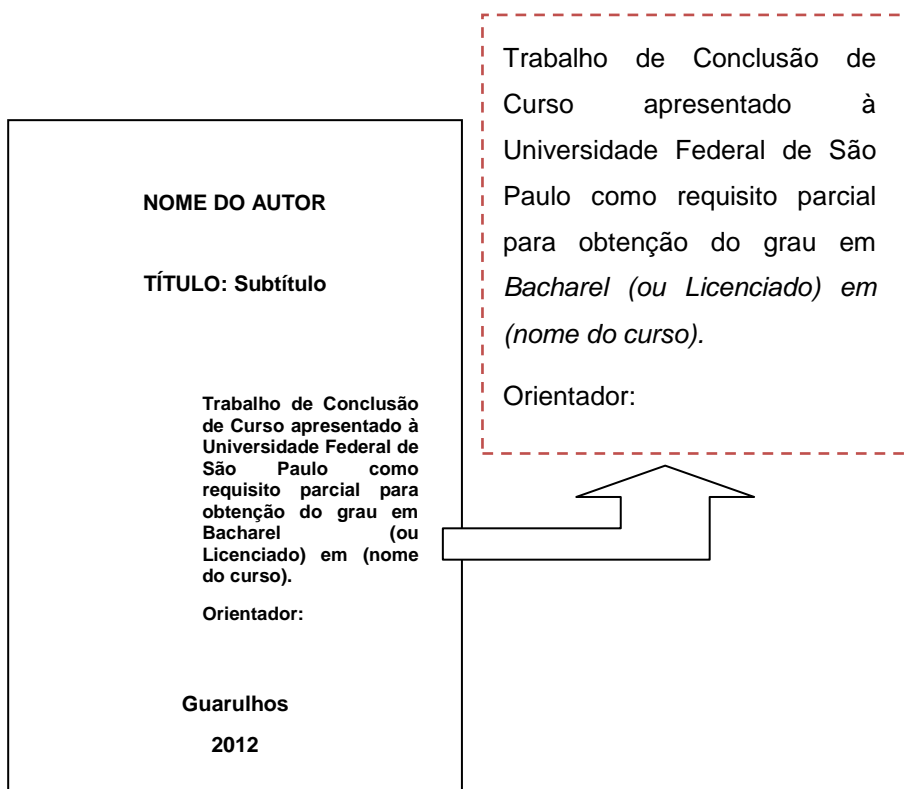 Trabalho de Conclusão de
Curso apresentado à
Universidade Federal de São
Paulo como requisito parcial
para obtenção do grau em
Bacharel (ou Licenciado) em
(nome do curso).
Orientador:
NOME DO AUTOR
TÍTULO: Subtítulo
Trabalho de Conclusão
de Curso apresentado à
Universidade Federal de
São Paulo como
requisito parcial para
obtenção do grau em
Bacharel (ou
Licenciado) em (nome
do curso).
Orientador:
Guarulhos
2012